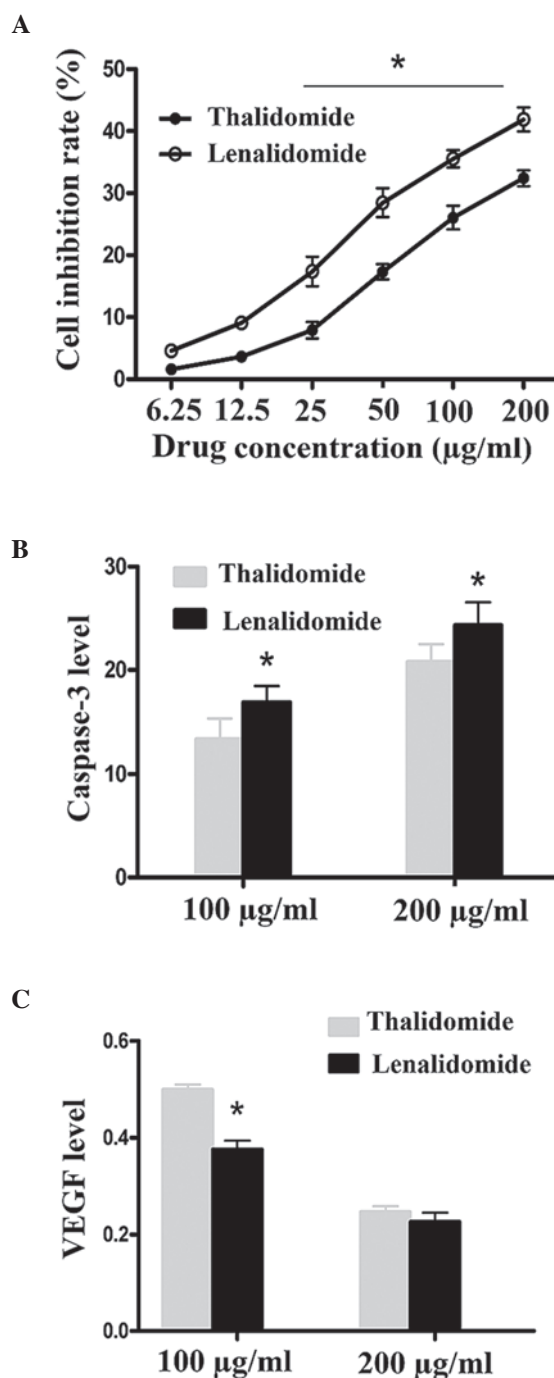 A
Cell inhibition rate (%)
50
40
30
20
10
0
*
Thalidomide
Lenalidomide
6.25 12.5 25 50 100 200
Drug concentration (µg/ml)
B
Caspase-3 level
30
20
10
0
Thalidomide
Lenalidomide
*
*
100 µg/ml 200 µg/ml
C
VEGF level
0.6
0.4
0.2
0.0
Thalidomide
Lenalidomide
*
100 µg/ml 200 µg/ml